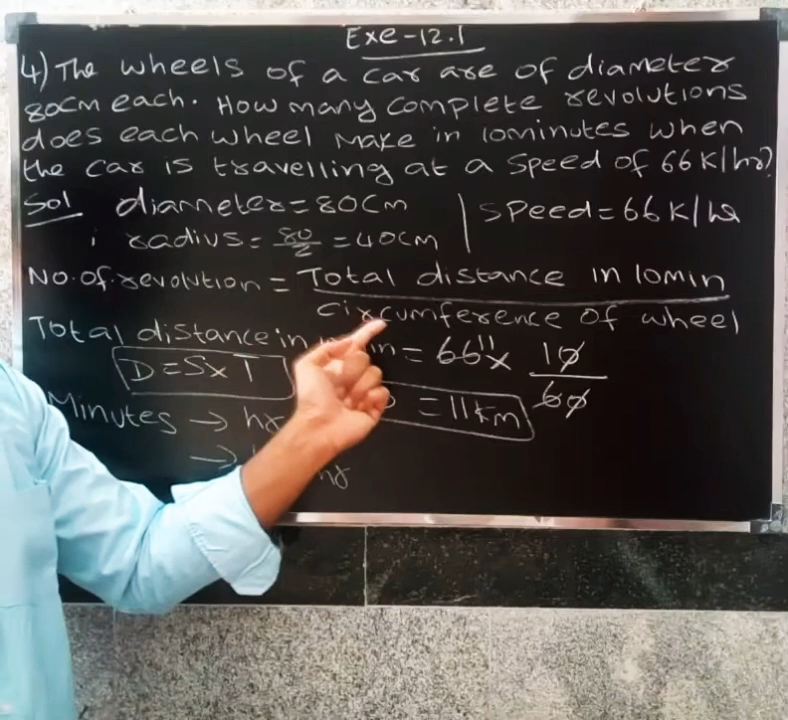 Exe-12.1
4) The wheels of a car are of diameter
80cm each. How many complete revolutions
does each wheel make in 10minutes when
the car is travelling at a speed of 66 K/hr?
Sol diameter = 80cm | speed = 66 K/hr
radius = 80/2 = 40cm
No. of. revolution = Total distance in 10min
circumference of wheel
Total distance in = 66 11 x 10/60
D = S x T = 11km
Minutes → hr
→ hr